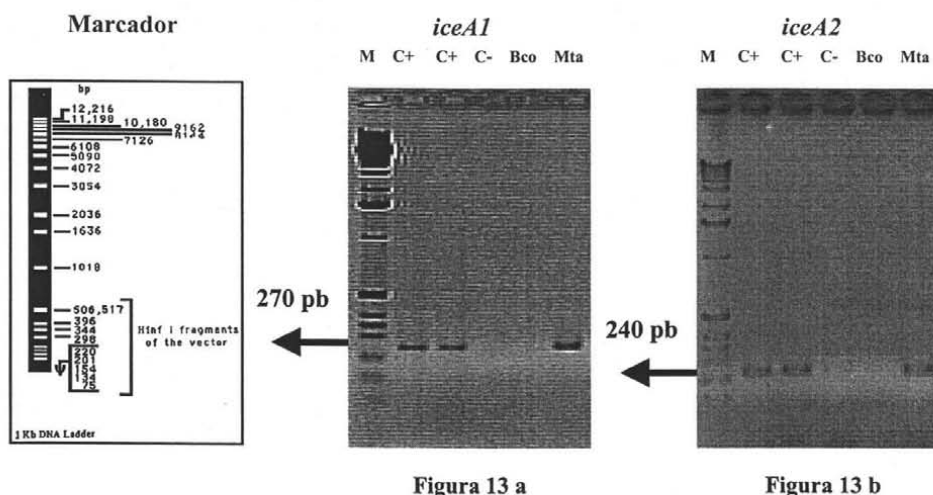 Marcador
bp
12,216
11,198
10,180
9162
7126
6108
5090
4072
3054
2036
1636
1018
506,517
396
344
298
220
201
154
134
75
Hinf I fragments
of the vector
1 Kb DNA Ladder
iceA1
M C+ C+ C- Bco Mta
270 pb
Figura 13 a
iceA2
M C+ C+ C- Bco Mta
240 pb
Figura 13 b